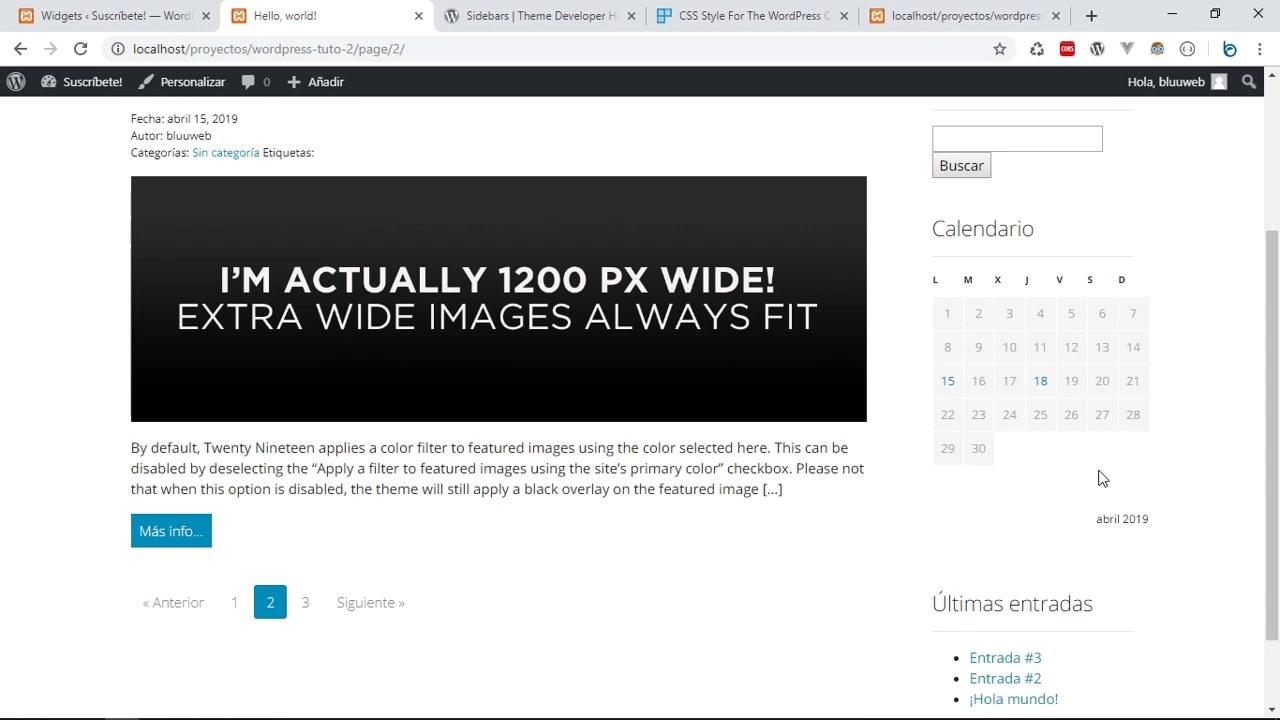 Widgets ‹ Suscríbete! — Word
Hello, world!
Sidebars | Theme Developer H
CSS Style For The WordPress C
localhost/proyectos/wordpress
localhost/proyectos/wordpress-tuto-2/page/2/
CORS
Suscríbete!
Personalizar
0
Añadir
Hola, bluuweb
Fecha: abril 15, 2019
Autor: bluuweb
Categorías: Sin categoría Etiquetas:
I'M ACTUALLY 1200 PX WIDE!
EXTRA WIDE IMAGES ALWAYS FIT
By default, Twenty Nineteen applies a color filter to featured images using the color selected here. This can be
disabled by deselecting the “Apply a filter to featured images using the site's primary color” checkbox. Please not
that when this option is disabled, the theme will still apply a black overlay on the featured image […]
Más info...
« Anterior 1 2 3 Siguiente »
Buscar
Calendario
L M X J V S D
1 2 3 4 5 6 7
8 9 10 11 12 13 14
15 16 17 18 19 20 21
22 23 24 25 26 27 28
29 30
abril 2019
Últimas entradas
Entrada #3
Entrada #2
¡Hola mundo!